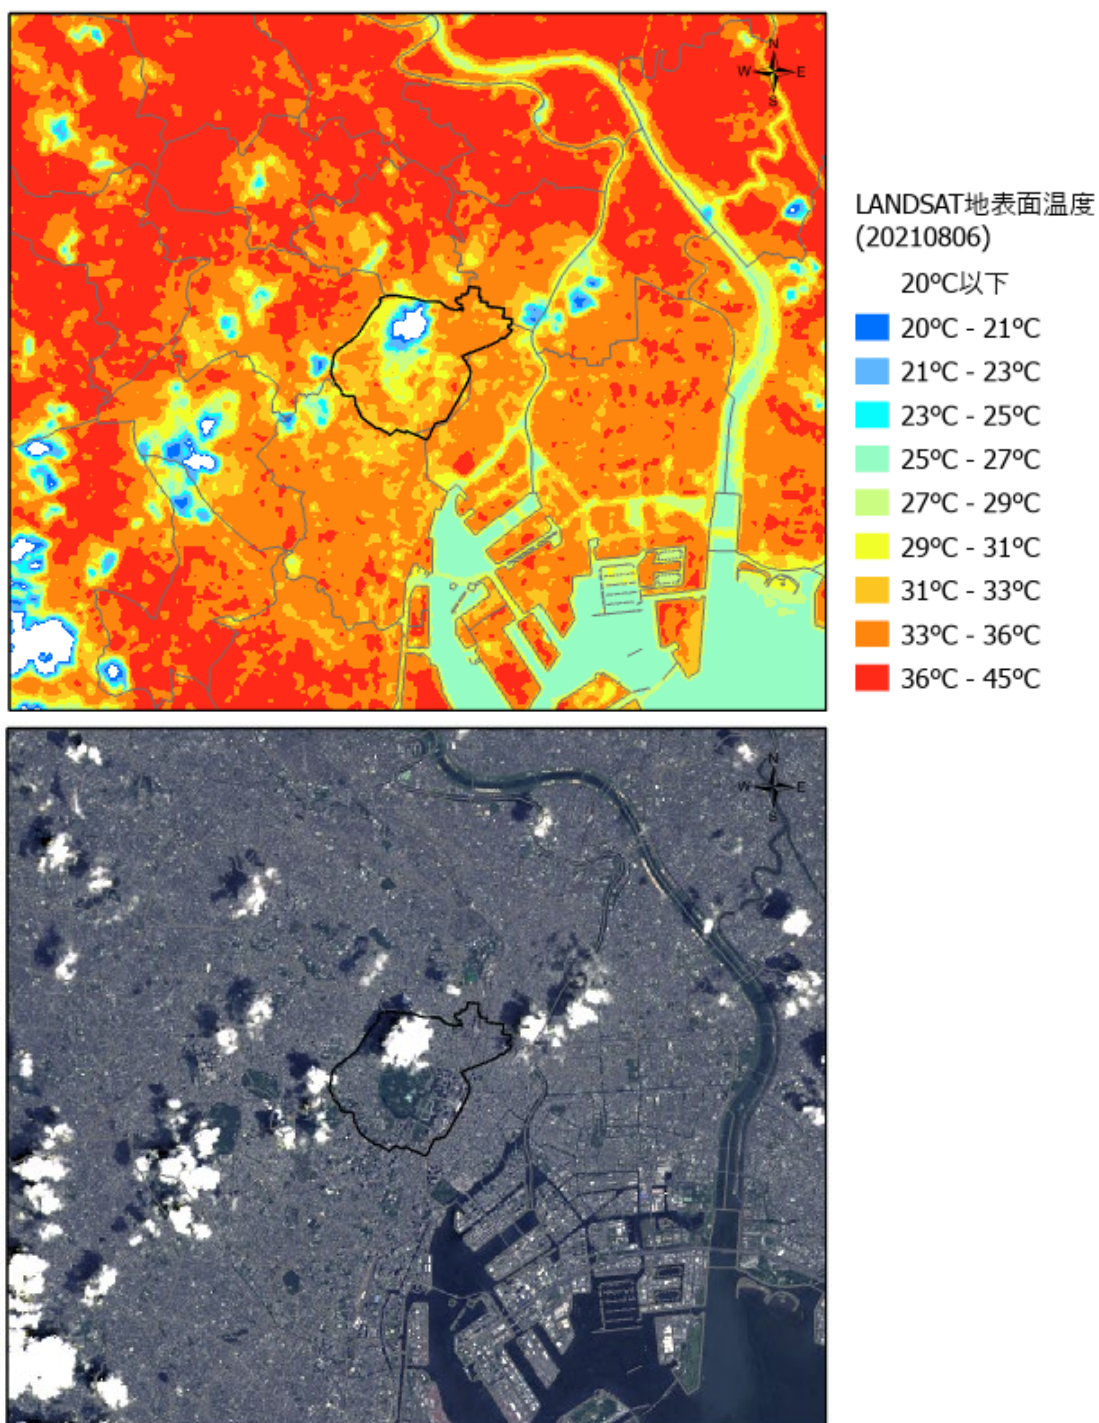 N
W E
S
LANDSAT地表面温度
(20210806)
20℃以下
20℃ - 21℃
21℃ - 23℃
23℃ - 25℃
25℃ - 27℃
27℃ - 29℃
29℃ - 31℃
31℃ - 33℃
33℃ - 36℃
36℃ - 45℃
N
W E
S